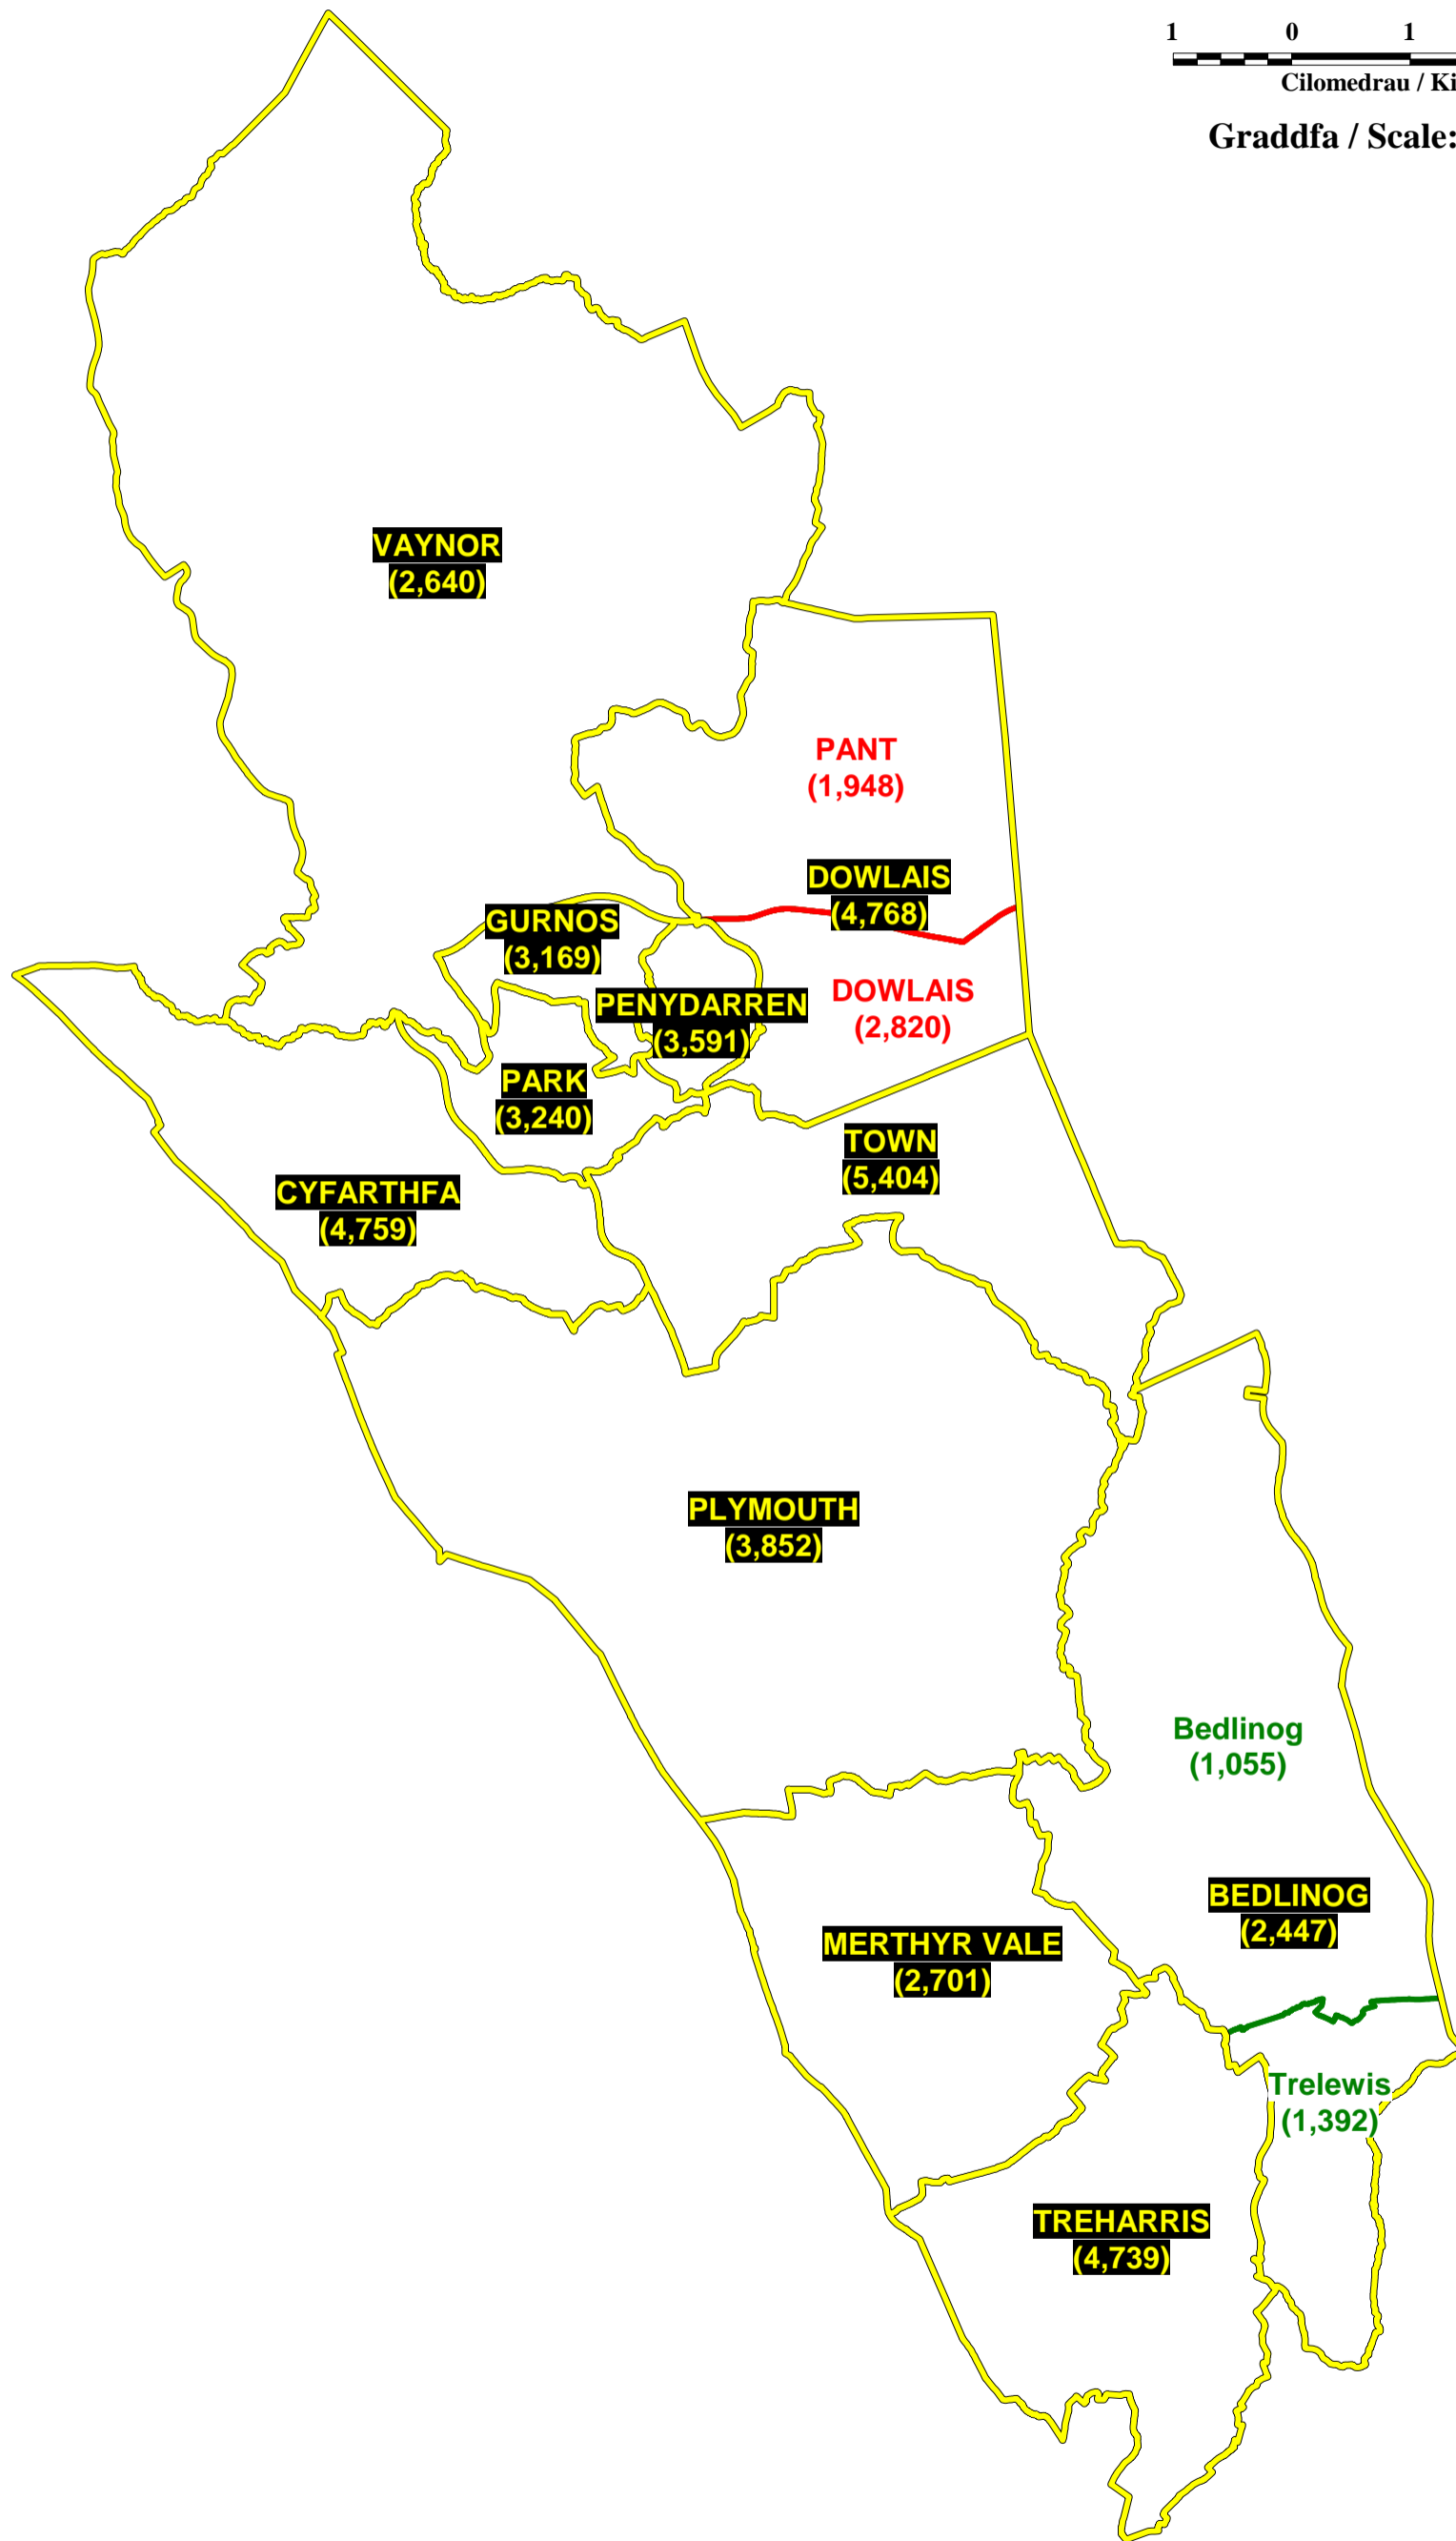 1 0 1
Cilomedrau / Ki
Graddfa / Scale:
VAYNOR
(2,640)
PANT
(1,948)
DOWLAIS
(4,768)
GURNOS
(3,169)
DOWLAIS
(2,820)
PENYDARREN
(3,591)
PARK
(3,240)
TOWN
(5,404)
CYFARTHFA
(4,759)
PLYMOUTH
(3,852)
Bedlinog
(1,055)
BEDLINOG
(2,447)
MERTHYR VALE
(2,701)
Trelewis
(1,392)
TREHARRIS
(4,739)